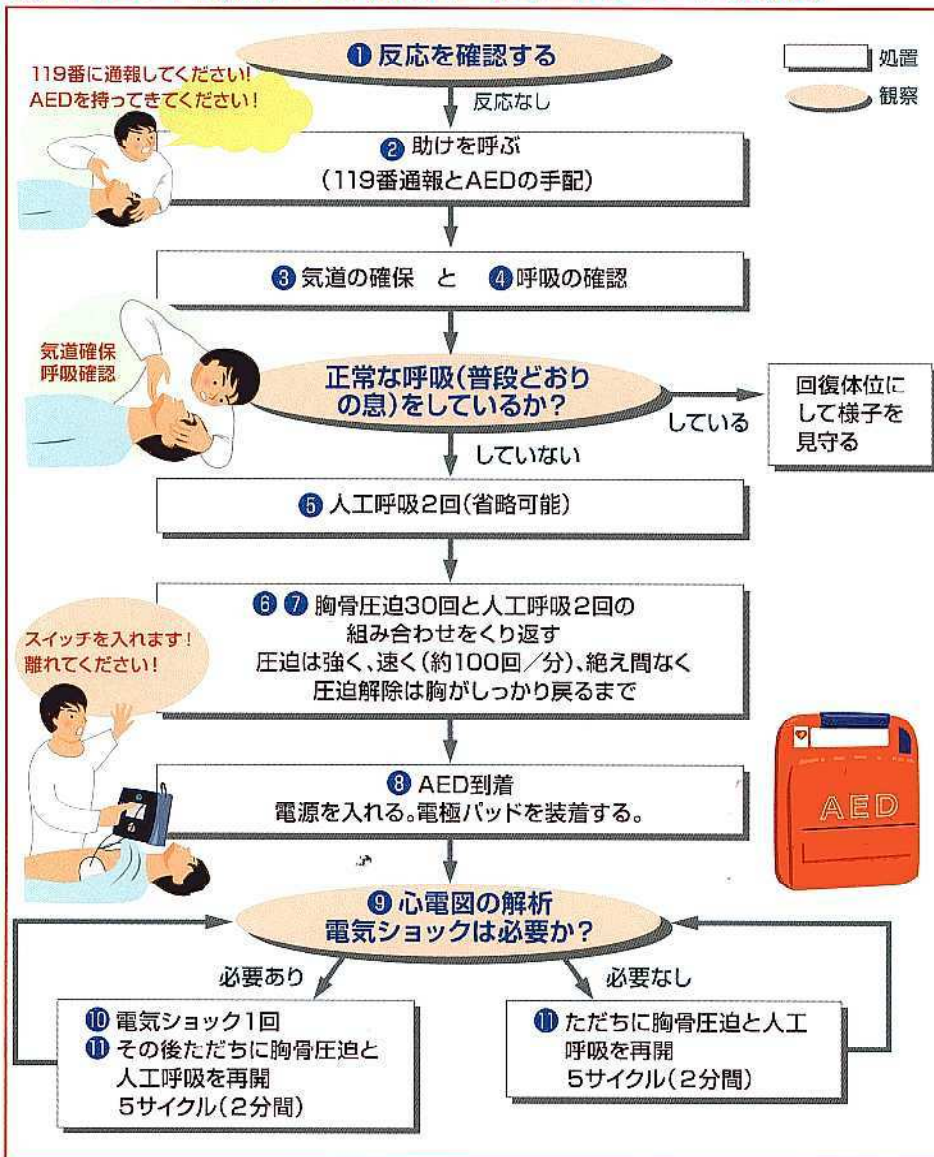 ❶ 反応を確認する
処置
観察
119番に通報してください!
AEDを持ってきてください!
反応なし
❷ 助けを呼ぶ
(119番通報とAEDの手配)
❸ 気道の確保 と ❹ 呼吸の確認
気道確保
呼吸確認
正常な呼吸(普段どおり
の息)をしているか?
している
回復体位に
して様子を
見守る
していない
❺ 人工呼吸2回(省略可能)
❻ ❼ 胸骨圧迫30回と人工呼吸2回の
組み合わせをくり返す
圧迫は強く、速く(約100回/分)、絶え間なく
圧迫解除は胸がしっかり戻るまで
スイッチを入れます!
離れてください!
❽ AED到着
電源を入れる。電極パッドを装着する。
AED
❾ 心電図の解析
電気ショックは必要か?
必要あり
必要なし
❿ 電気ショック1回
⓫ その後ただちに胸骨圧迫と
人工呼吸を再開
5サイクル(2分間)
⓫ ただちに胸骨圧迫と人工
呼吸を再開
5サイクル(2分間)